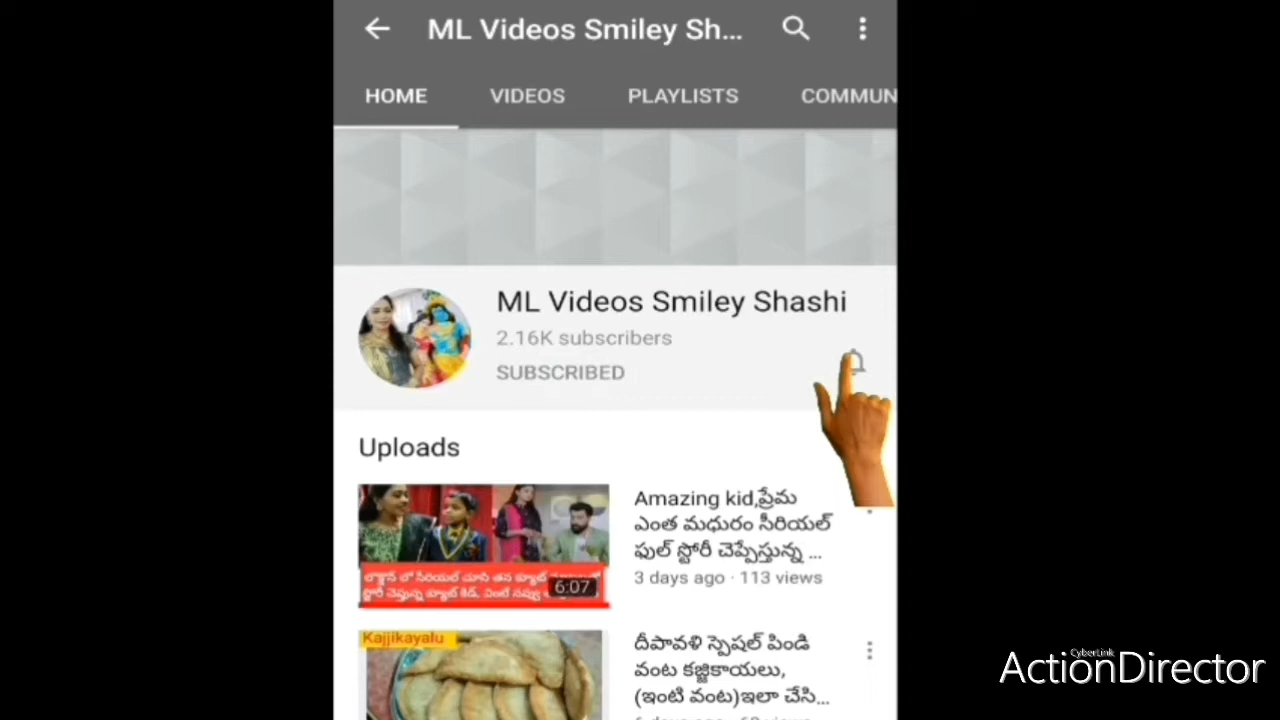 ML Videos Smiley Sh...
HOME VIDEOS PLAYLISTS COMMUN
ML Videos Smiley Shashi
2.16K subscribers
SUBSCRIBED
Uploads
Amazing kid,ప్రేమ
ఎంత మధురం సీరియల్
ఫుల్ స్టోరీ చెప్పేస్తున్న ...
3 days ago · 113 views
6:07
Kajjikayalu
దీపావళి స్పెషల్ పిండి
వంట కజ్జికాయలు,
(ఇంటి వంట)ఇలా చేసి...
CyberLink
ActionDirector